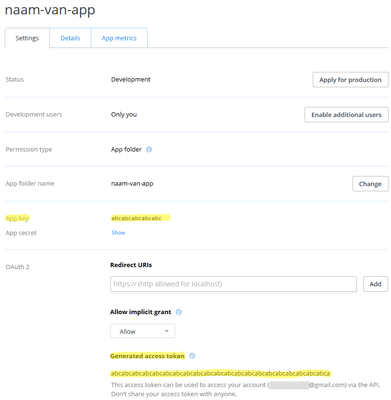 naam-van-app
Settings Details App metrics
Status Development Apply for production
Development users Only you Enable additional users
Permission type App folder
App folder name naam-van-app Change
App key abcabcabcabcabc
App secret Show
OAuth 2 Redirect URIs
https:// (http allowed for localhost) Add
Allow implicit grant
Allow
Generated access token
This access token can be used to access your account ( @gmail.com) via the API.
Don't share your access token with anyone.